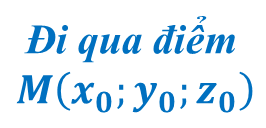 Đi qua điểm
M(x₀; y₀; z₀)